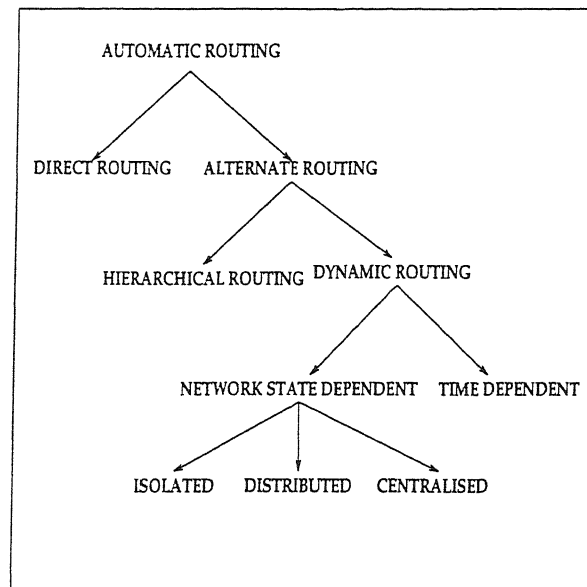 AUTOMATIC ROUTING
DIRECT ROUTING ALTERNATE ROUTING
HIERARCHICAL ROUTING DYNAMIC ROUTING
NETWORK STATE DEPENDENT TIME DEPENDENT
ISOLATED DISTRIBUTED CENTRALISED